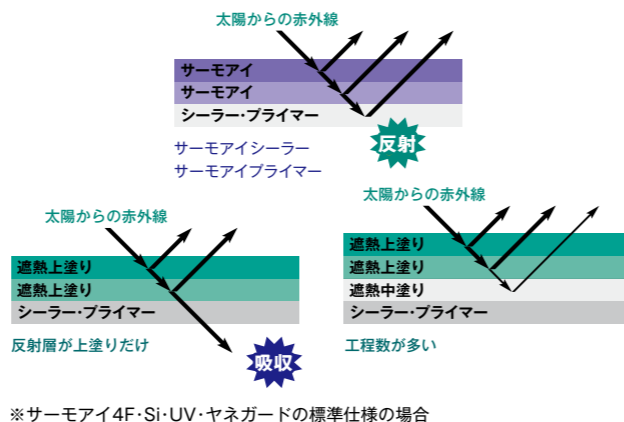 太陽からの赤外線
サーモアイ
サーモアイ
シーラー・プライマー
サーモアイシーラー
サーモアイプライマー
反射
太陽からの赤外線
遮熱上塗り
遮熱上塗り
シーラー・プライマー
反射層が上塗りだけ
吸収
太陽からの赤外線
遮熱上塗り
遮熱上塗り
遮熱中塗り
シーラー・プライマー
工程数が多い
※サーモアイ4F・Si・UV・ヤネガードの標準仕様の場合